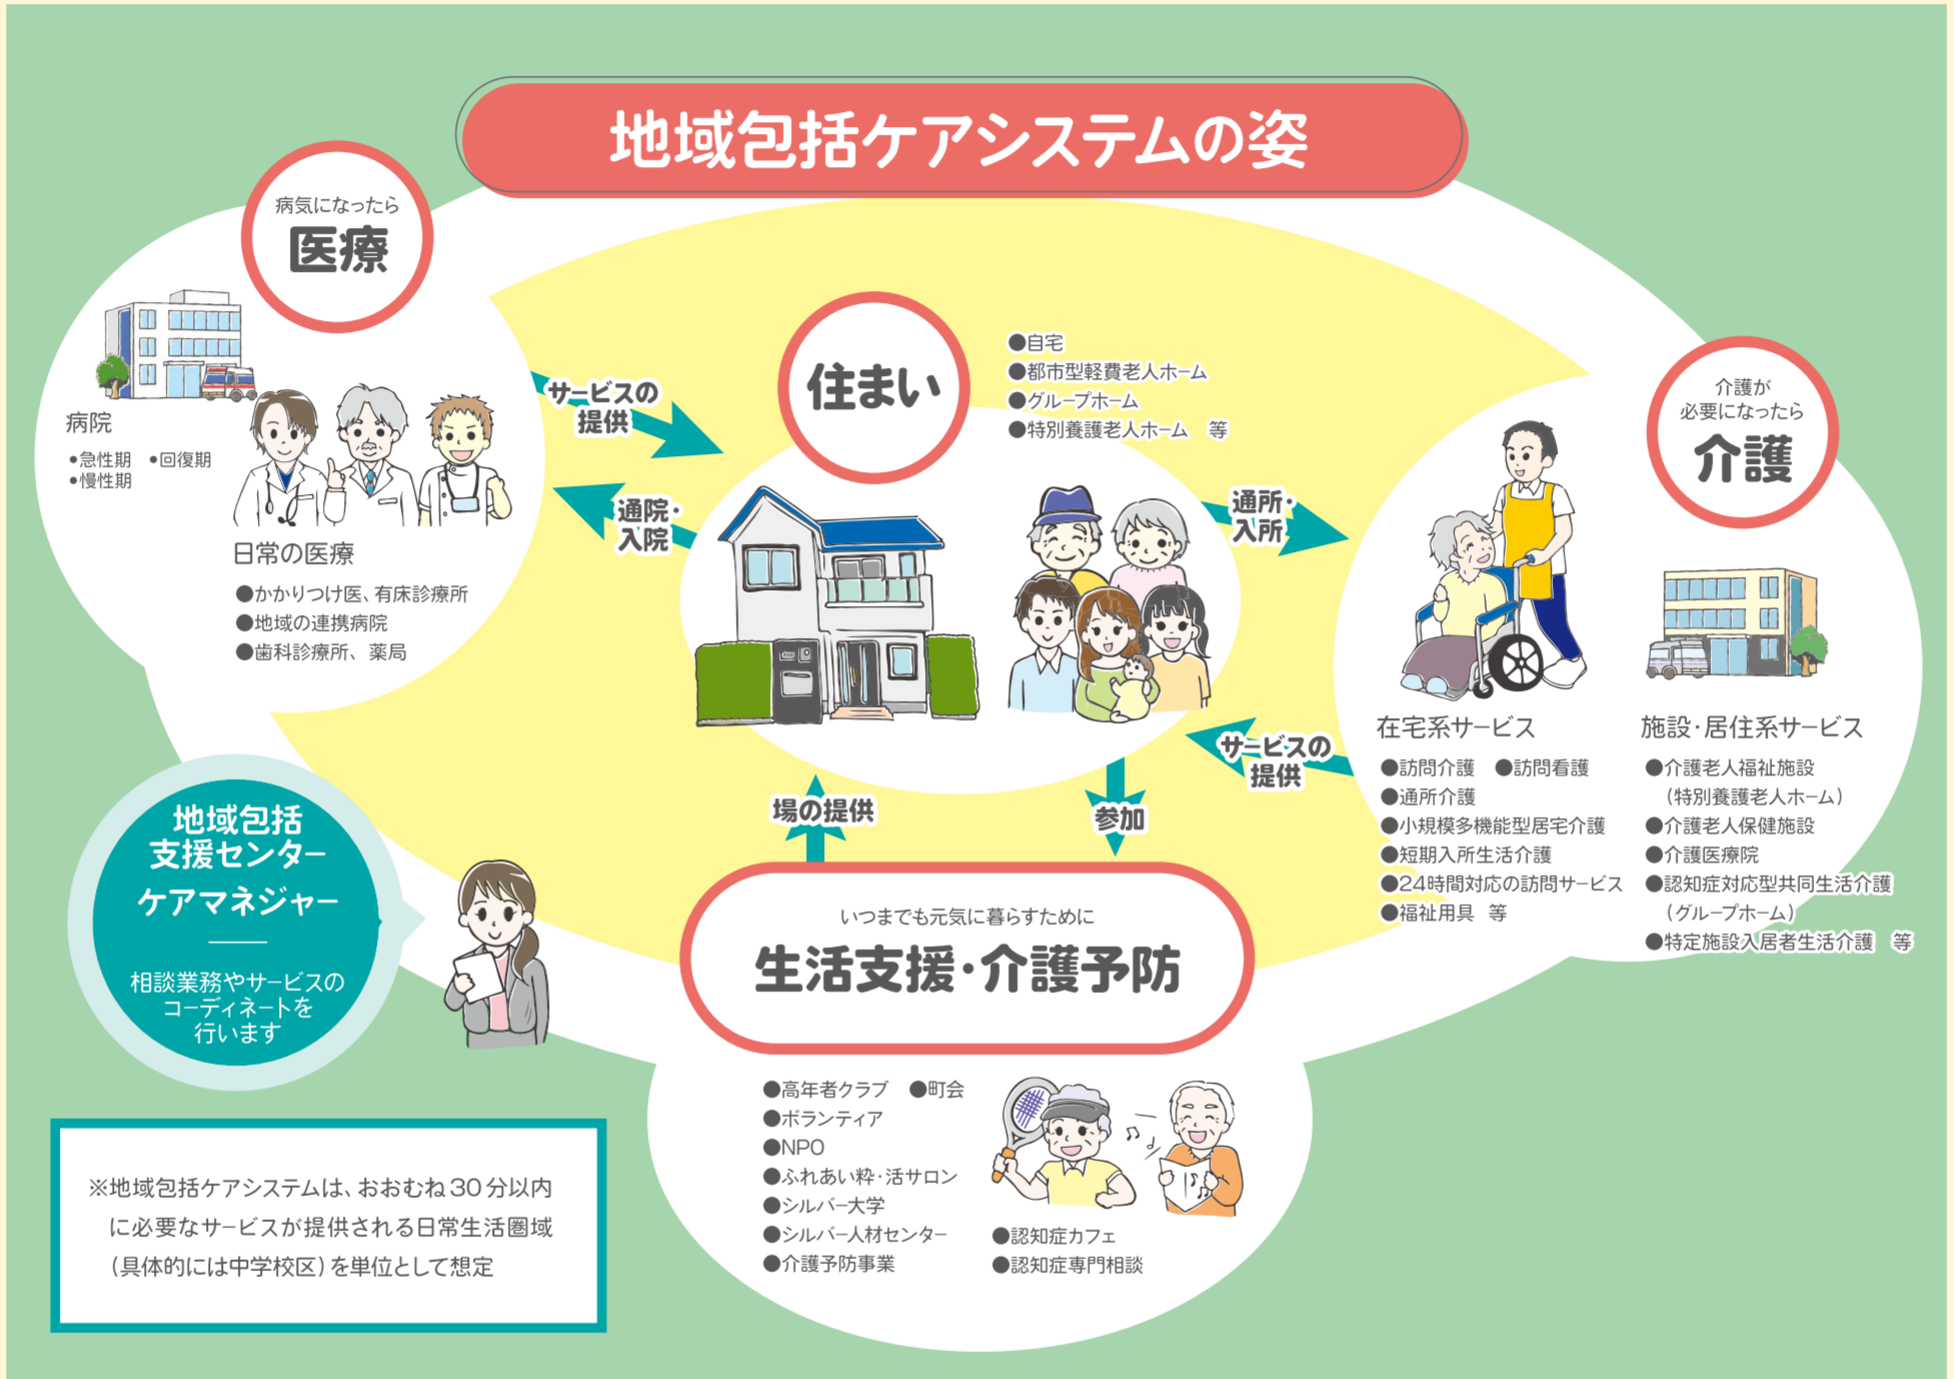 地域包括ケアシステムの姿
病気になったら
医療
病院
●急性期 ●回復期
●慢性期
日常の医療
●かかりつけ医、有床診療所
●地域の連携病院
●歯科診療所、薬局
サービスの
提供
通院・
入院
住まい
●自宅
●都市型軽費老人ホーム
●グループホーム
●特別養護老人ホーム 等
通所・
入所
サービスの
提供
介護が
必要になったら
介護
在宅系サービス
●訪問介護 ●訪問看護
●通所介護
●小規模多機能型居宅介護
●短期入所生活介護
●24時間対応の訪問サービス
●福祉用具 等
施設・居住系サービス
●介護老人福祉施設
(特別養護老人ホーム)
●介護老人保健施設
●介護医療院
●認知症対応型共同生活介護
(グループホーム)
●特定施設入居者生活介護 等
場の提供
参加
地域包括
支援センター
ケアマネジャー
相談業務やサービスの
コーディネートを
行います
いつまでも元気に暮らすために
生活支援・介護予防
●高年者クラブ ●町会
●ボランティア
●NPO
●ふれあい粋・活サロン
●シルバー大学
●シルバー人材センター
●介護予防事業
●認知症カフェ
●認知症専門相談
※地域包括ケアシステムは、おおむね30分以内
に必要なサービスが提供される日常生活圏域
(具体的には中学校区)を単位として想定